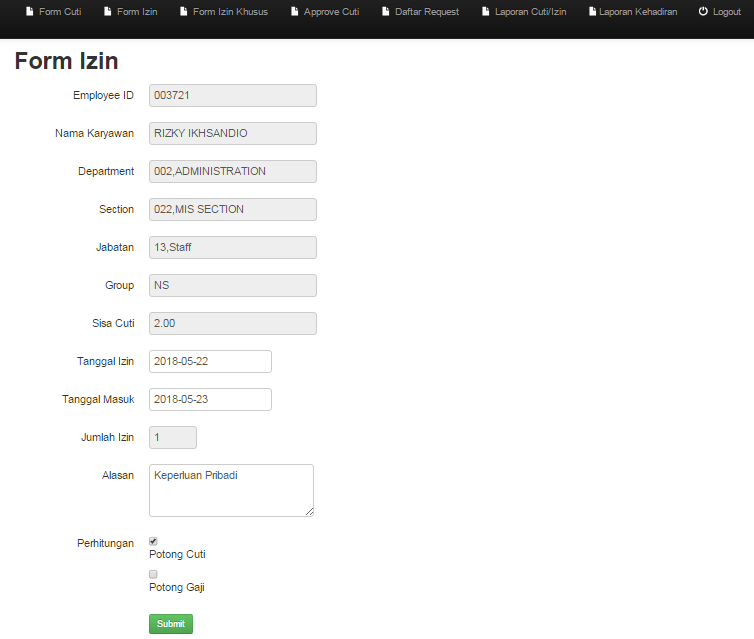 Form Cuti Form Izin Form Izin Khusus Approve Cuti Daftar Request Laporan Cuti/Izin Laporan Kehadiran Logout
Form Izin
Employee ID 003721
Nama Karyawan RIZKY IKHSANDIO
Department 002,ADMINISTRATION
Section 022,MIS SECTION
Jabatan 13,Staff
Group NS
Sisa Cuti 2.00
Tanggal Izin 2018-05-22
Tanggal Masuk 2018-05-23
Jumlah Izin 1
Alasan Keperluan Pribadi
Perhitungan
Potong Cuti
Potong Gaji
Submit